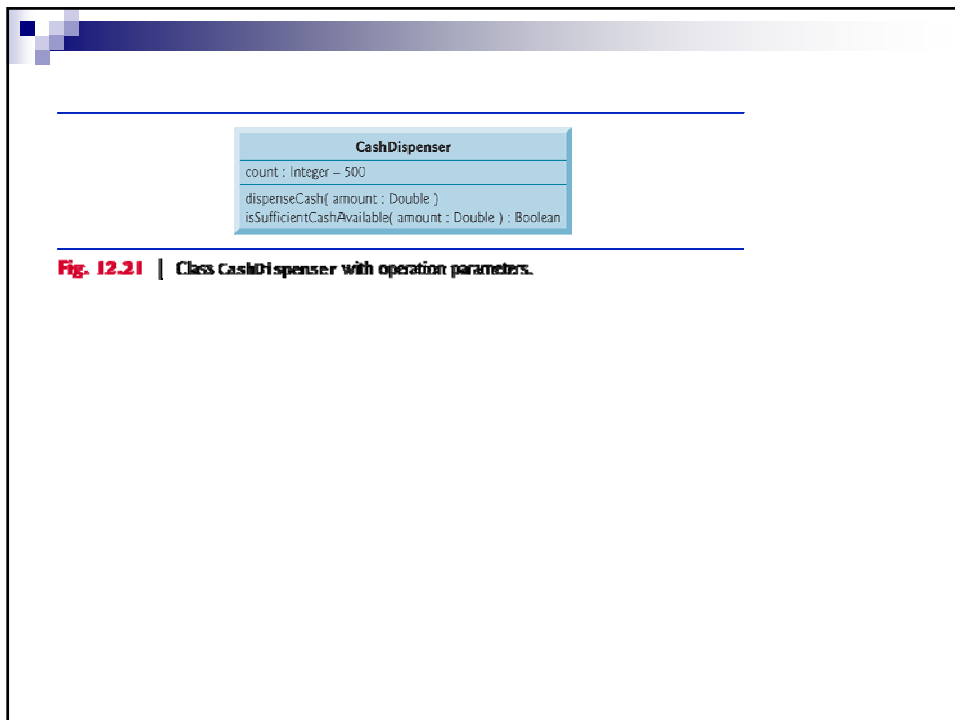 CashDispenser
count : Integer = 500
dispenseCash( amount : Double )
isSufficientCashAvailable( amount : Double ) : Boolean
Fig. 12.21 | Class CashDispenser with operation parameters.